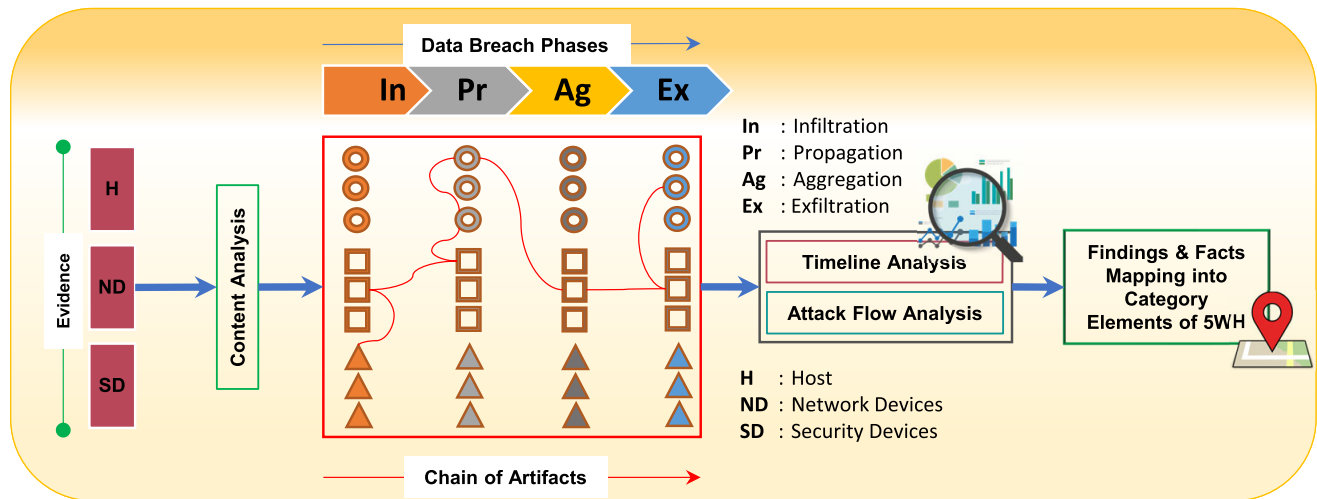 Data Breach Phases
In Pr Ag Ex
In : Infiltration
Pr : Propagation
Ag : Aggregation
Ex : Exfiltration
Evidence
H
ND
SD
Content Analysis
Timeline Analysis
Attack Flow Analysis
Findings & Facts
Mapping into
Category
Elements of 5WH
H : Host
ND : Network Devices
SD : Security Devices
Chain of Artifacts